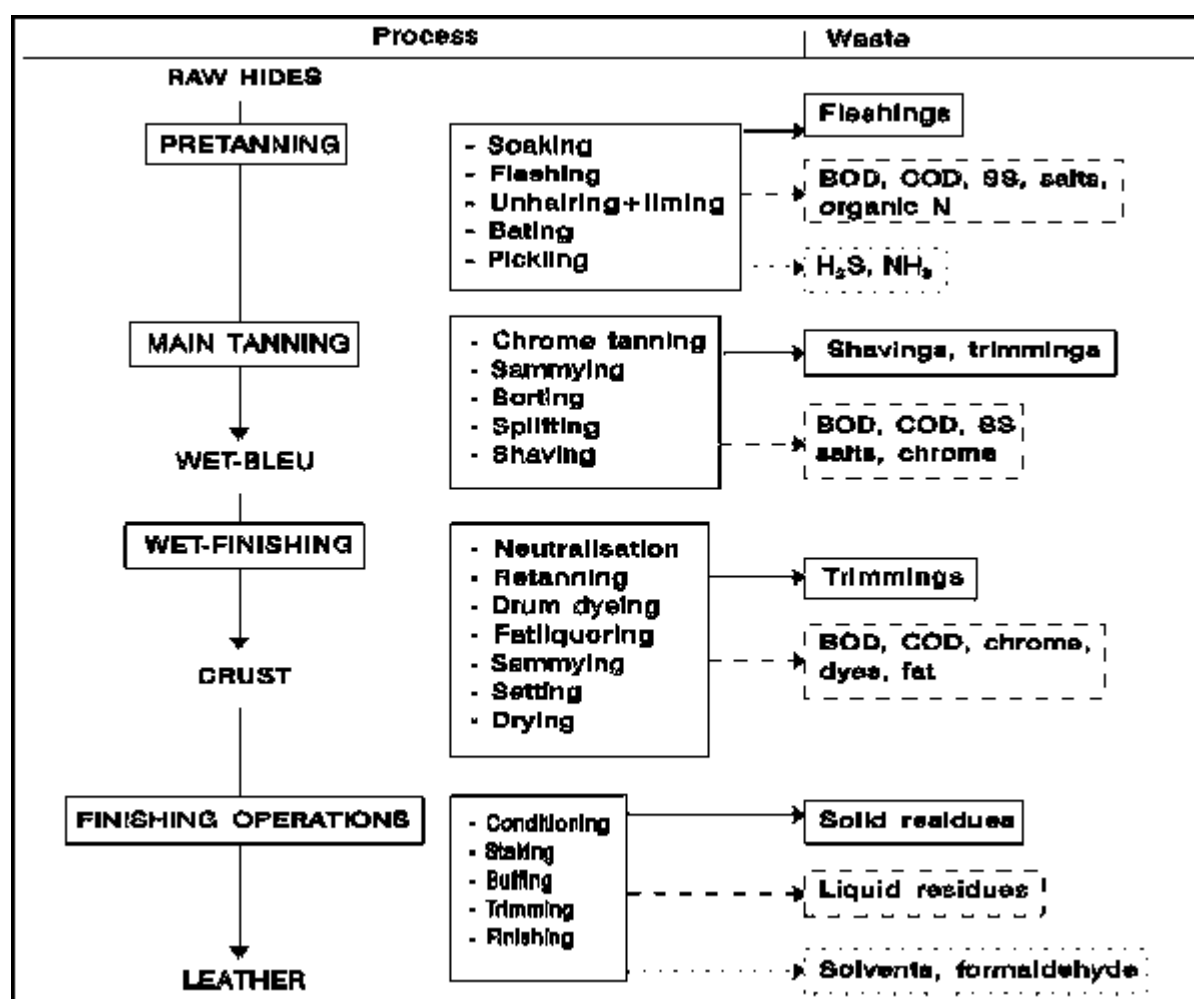 Process
Waste
RAW HIDES
PRETANNING
- Soaking
- Fleshing
- Unhairing+liming
- Bating
- Pickling
Fleshings
BOD, COD, SS, salts,
organic N
H₂S, NH₃
MAIN TANNING
- Chrome tanning
- Sammying
- Sorting
- Splitting
- Shaving
Shavings, trimmings
BOD, COD, SS
salts, chrome
WET-BLEU
WET-FINISHING
- Neutralisation
- Retanning
- Drum dyeing
- Fatliquoring
- Sammying
- Setting
- Drying
Trimmings
BOD, COD, chrome,
dyes, fat
CRUST
FINISHING OPERATIONS
- Conditioning
- Staking
- Buffing
- Trimming
- Finishing
Solid residues
Liquid residues
Solvents, formaldehyde
LEATHER